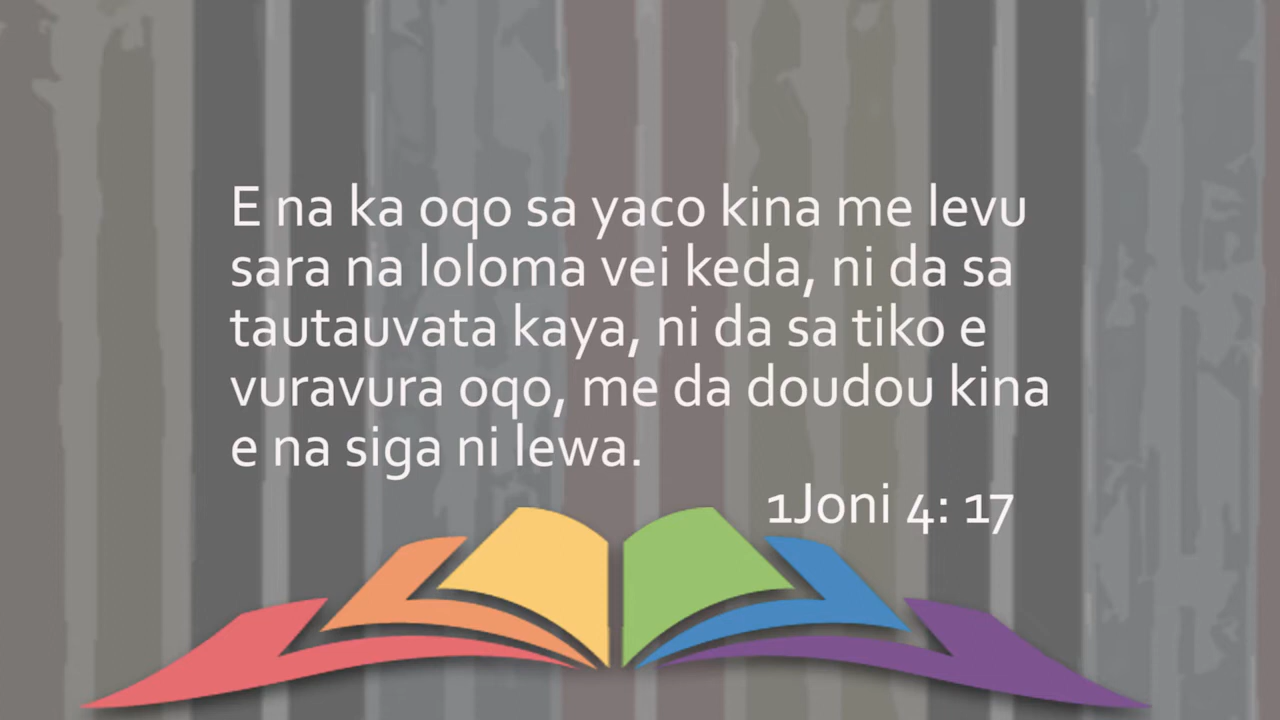 E na ka oqo sa yaco kina me levu
sara na loloma vei keda, ni da sa
tautauvata kaya, ni da sa tiko e
vuravura oqo, me da doudou kina
e na siga ni lewa.
1Joni 4: 17